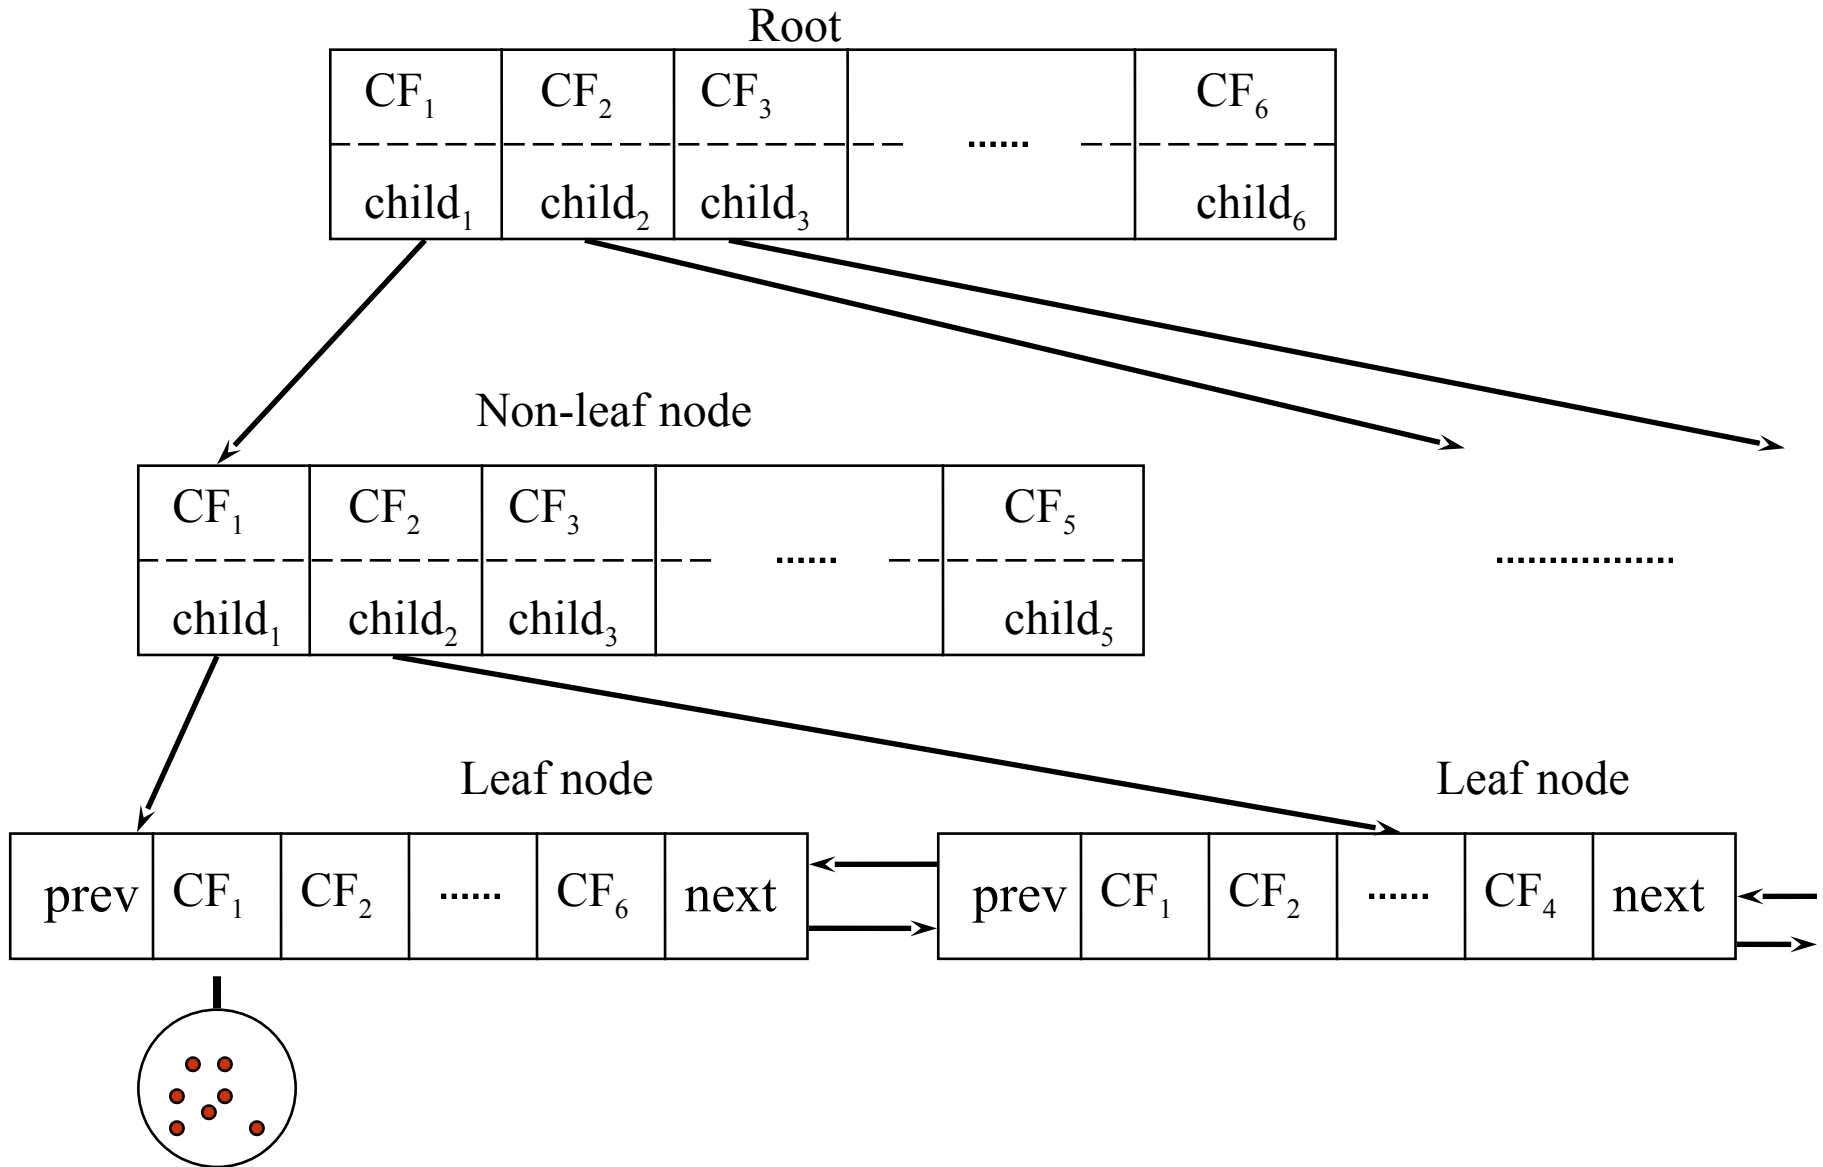 Root
CF₁ CF₂ CF₃ CF₆
...... 
child₁ child₂ child₃ child₆
Non-leaf node
CF₁ CF₂ CF₃ CF₅
...... ................
child₁ child₂ child₃ child₅
Leaf node Leaf node
prev CF₁ CF₂ ...... CF₆ next prev CF₁ CF₂ ...... CF₄ next